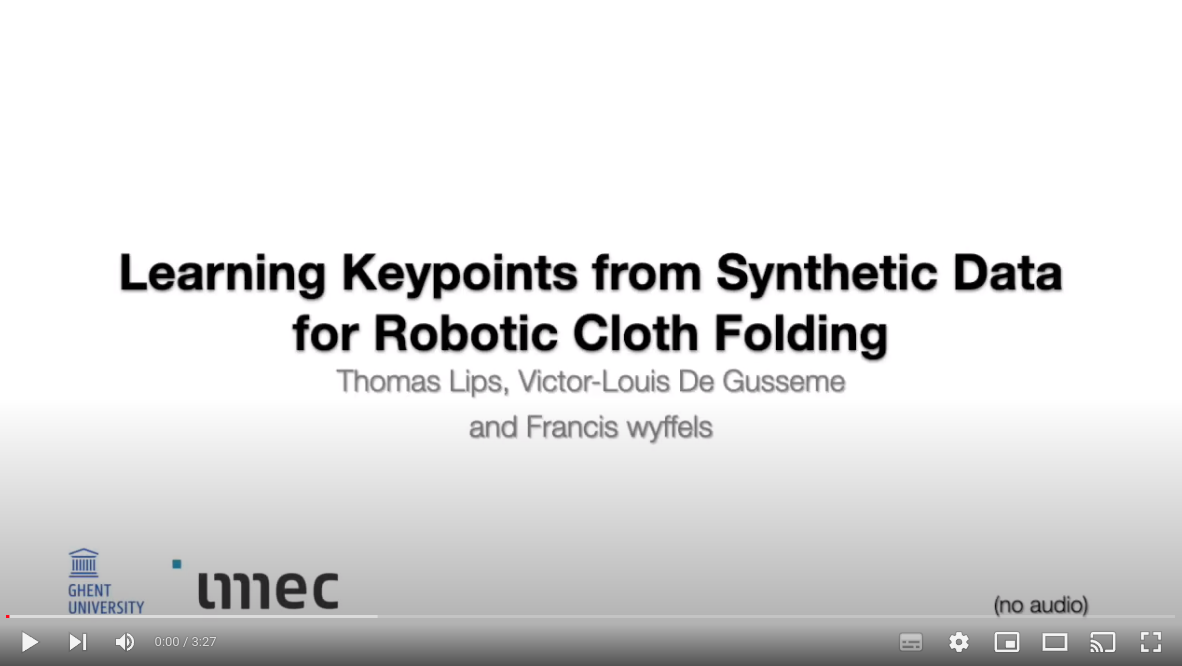 Learning Keypoints from Synthetic Data
for Robotic Cloth Folding
Thomas Lips, Victor-Louis De Gusseme
and Francis wyffels
GHENT
UNIVERSITY
imec
(no audio)
0:00 / 3:27